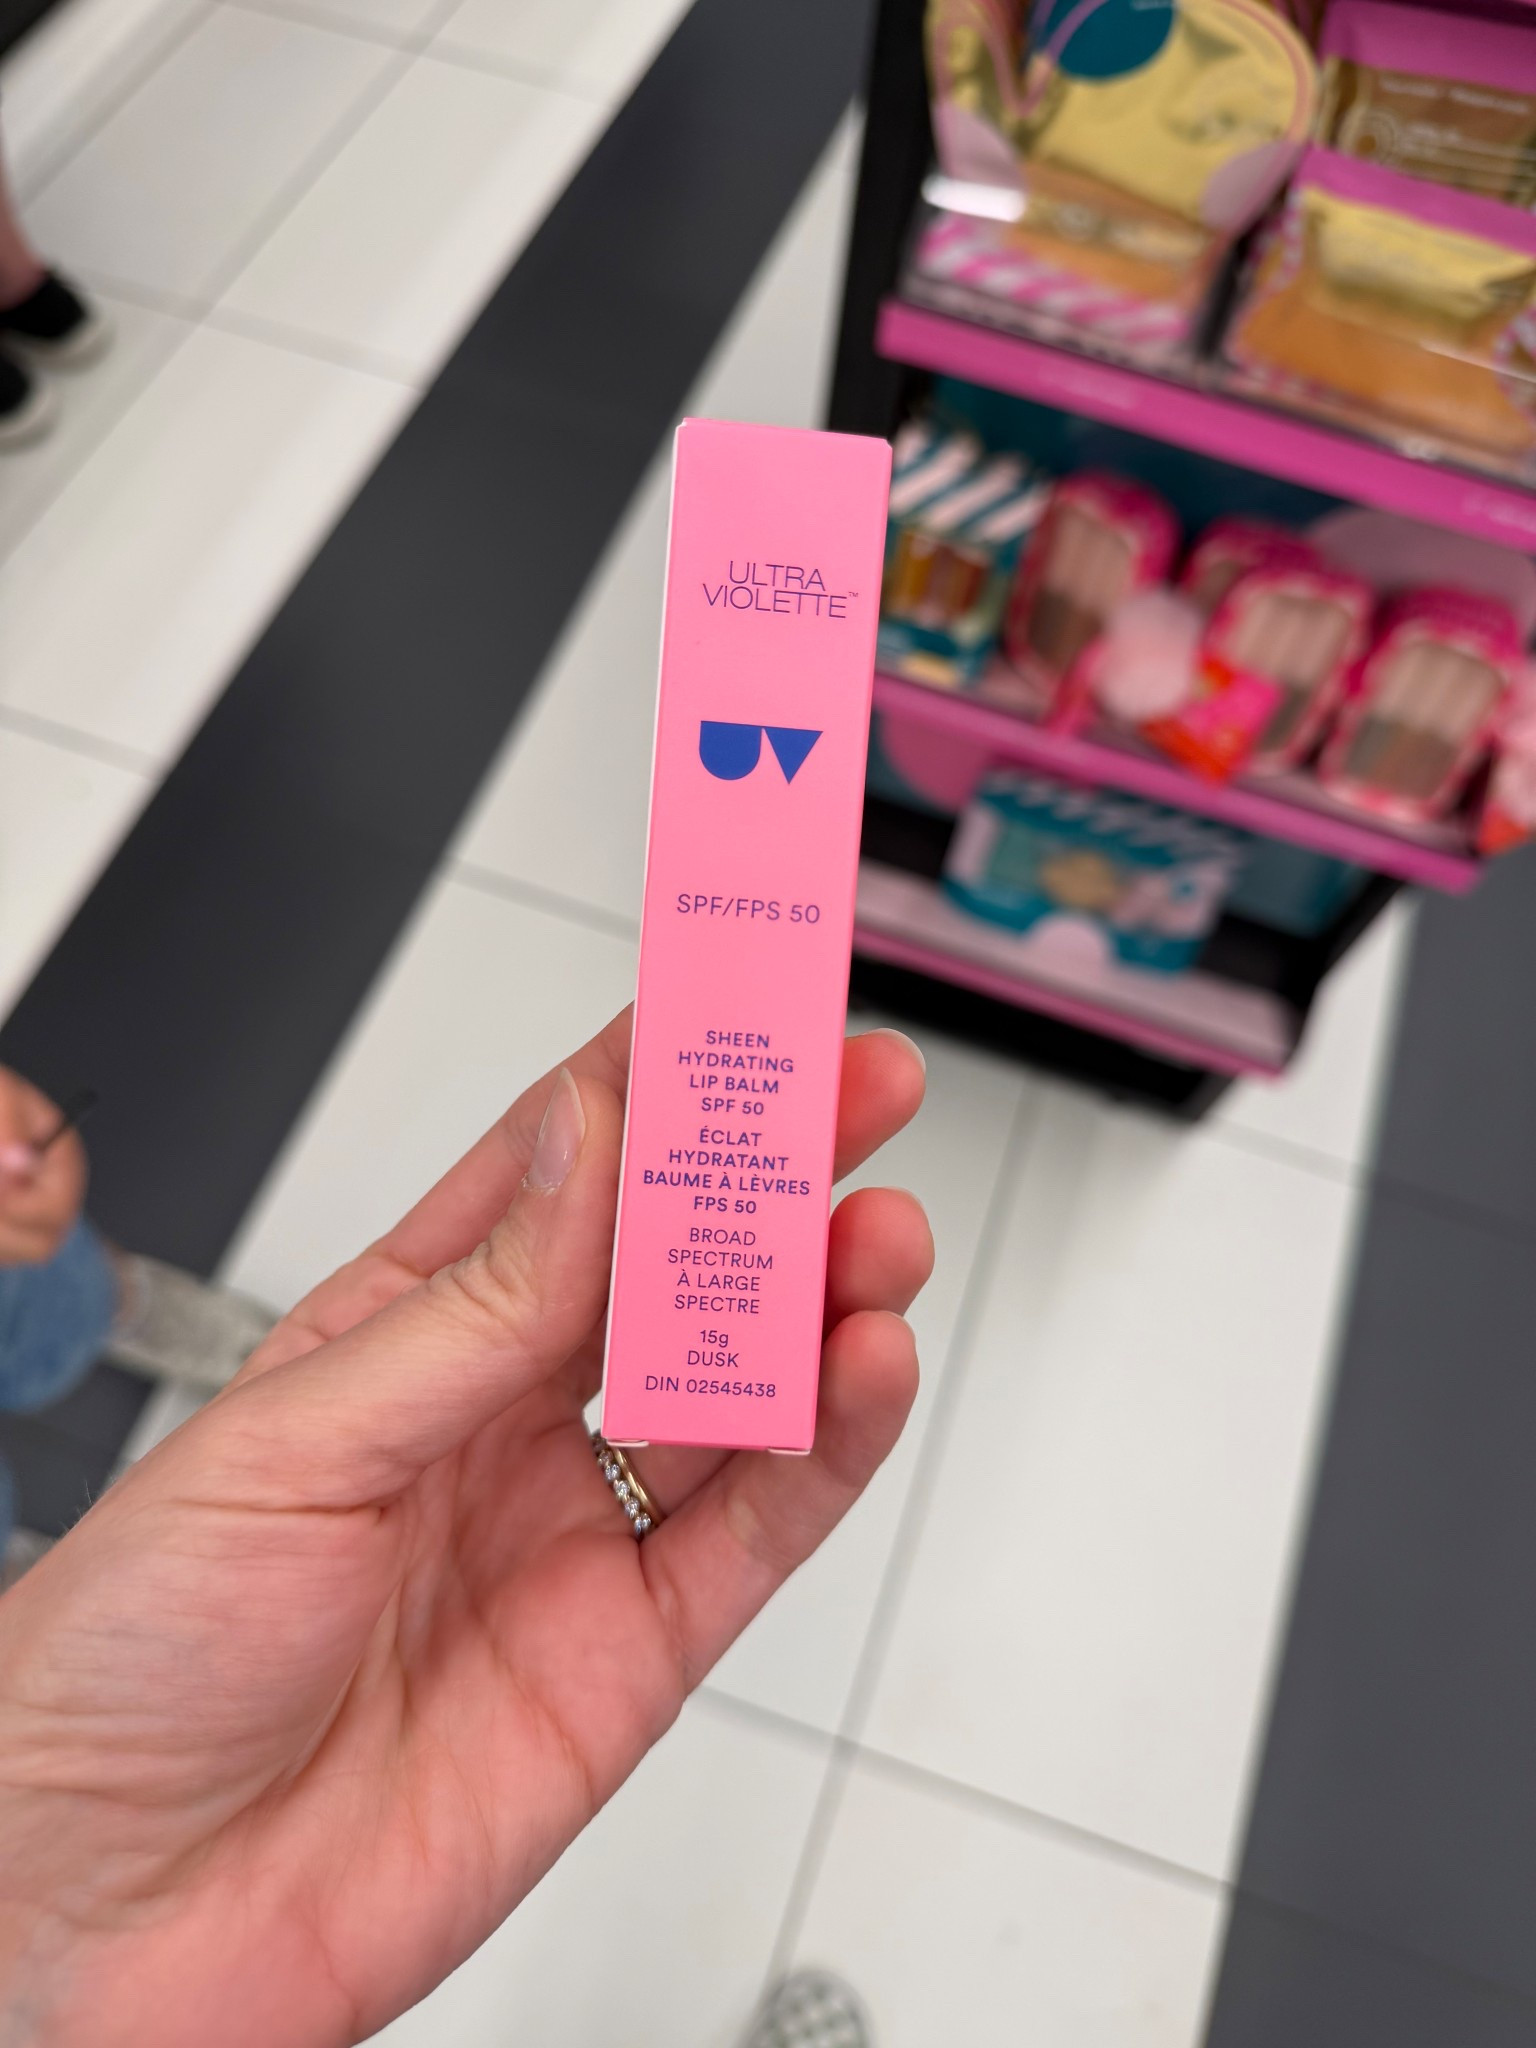 ULTRA
VIOLETTE™
SPF/FPS 50
SHEEN
HYDRATING
LIP BALM
SPF 50
ÉCLAT
HYDRATANT
BAUME À LÈVRES
FPS 50
BROAD
SPECTRUM
À LARGE
SPECTRE
15g
DUSK
DIN 02545438